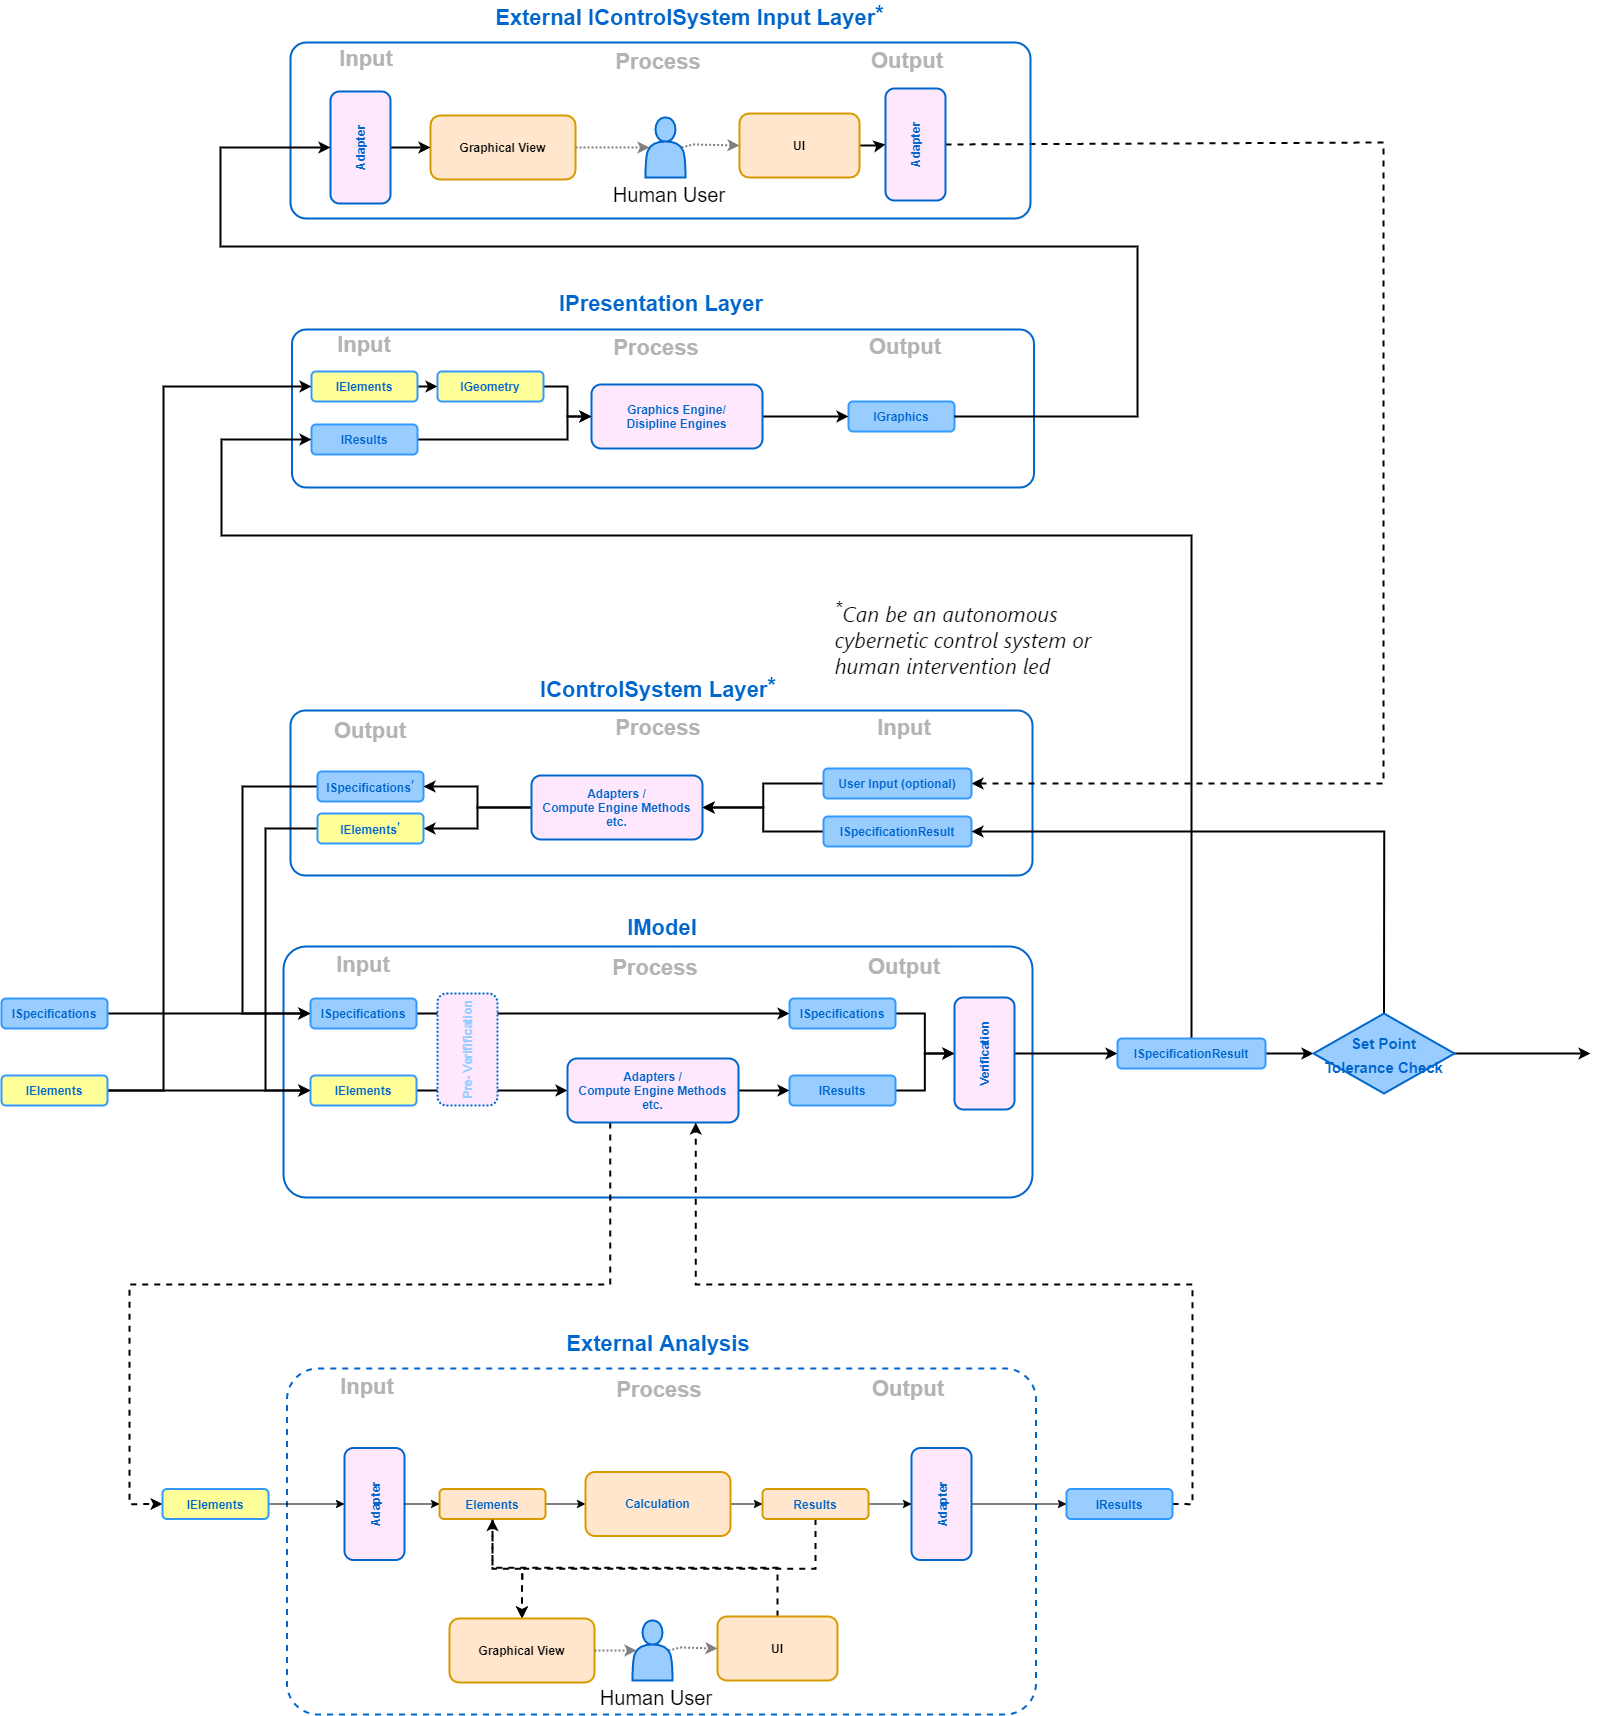 External IControlSystem Input Layer*
Input
Process
Output
Adapter
Graphical View
Human User
UI
Adapter
IPresentation Layer
Input
Process
Output
IElements
IGeometry
IResults
Graphics Engine/
Disipline Engines
IGraphics
*Can be an autonomous
cybernetic control system or
human intervention led
IControlSystem Layer*
Output
Process
Input
ISpecifications′
IElements′
Adapters /
Compute Engine Methods
etc.
User Input (optional)
ISpecificationResult
IModel
Input
Process
Output
ISpecifications
IElements
ISpecifications
IElements
Pre- Verifification
Adapters /
Compute Engine Methods
etc.
ISpecifications
IResults
Verification
ISpecificationResult
Set Point
Tolerance Check
External Analysis
Input
Process
Output
IElements
Adapter
Elements
Calculation
Results
Adapter
IResults
Graphical View
Human User
UI